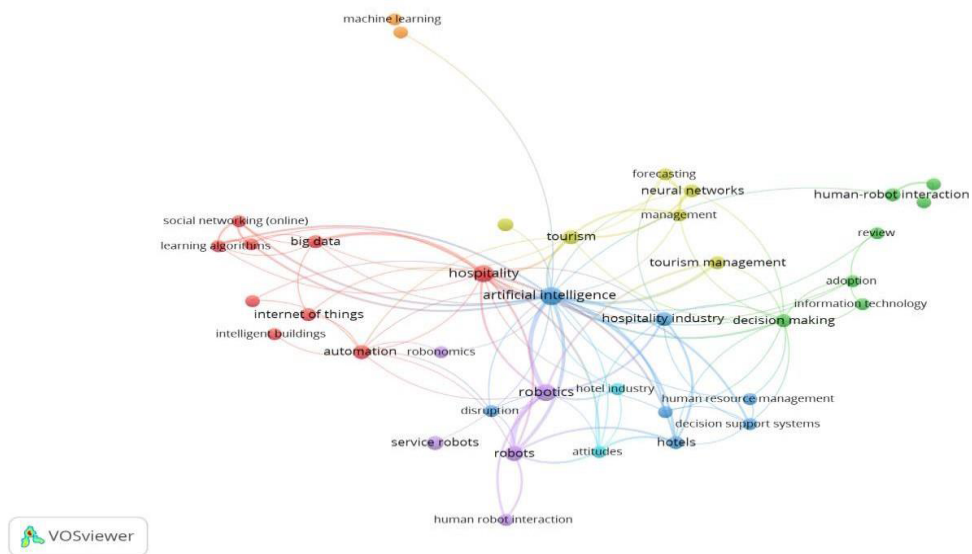 machine learning
forecasting
neural networks
human-robot interaction
management
social networking (online)
review
tourism
big data
learning algorithms
tourism management
hospitality
adoption
artificial intelligence
information technology
internet of things
hospitality industry
decision making
intelligent buildings
automation
robonomics
robotics
hotel industry
human resource management
disruption
decision support systems
service robots
hotels
robots
attitudes
human robot interaction
VOSviewer